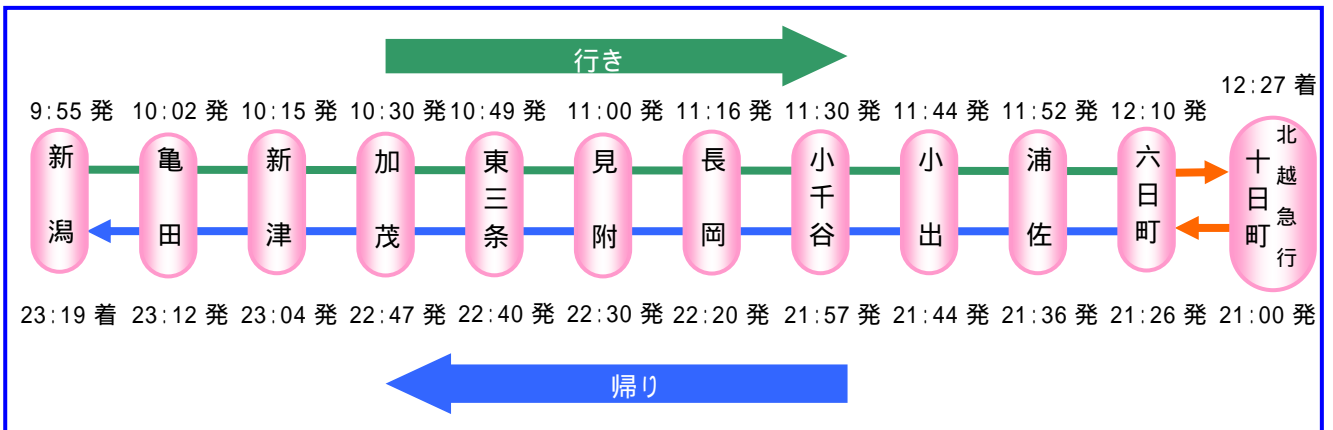 行き
12:27 着
9:55 発 10:02 発 10:15 発 10:30 発 10:49 発 11:00 発 11:16 発 11:30 発 11:44 発 11:52 発 12:10 発
新潟
亀田
新津
加茂
東三条
見附
長岡
小千谷
小出
浦佐
六日町
北越急行
十日町
23:19 着 23:12 発 23:04 発 22:47 発 22:40 発 22:30 発 22:20 発 21:57 発 21:44 発 21:36 発 21:26 発 21:00 発
帰り